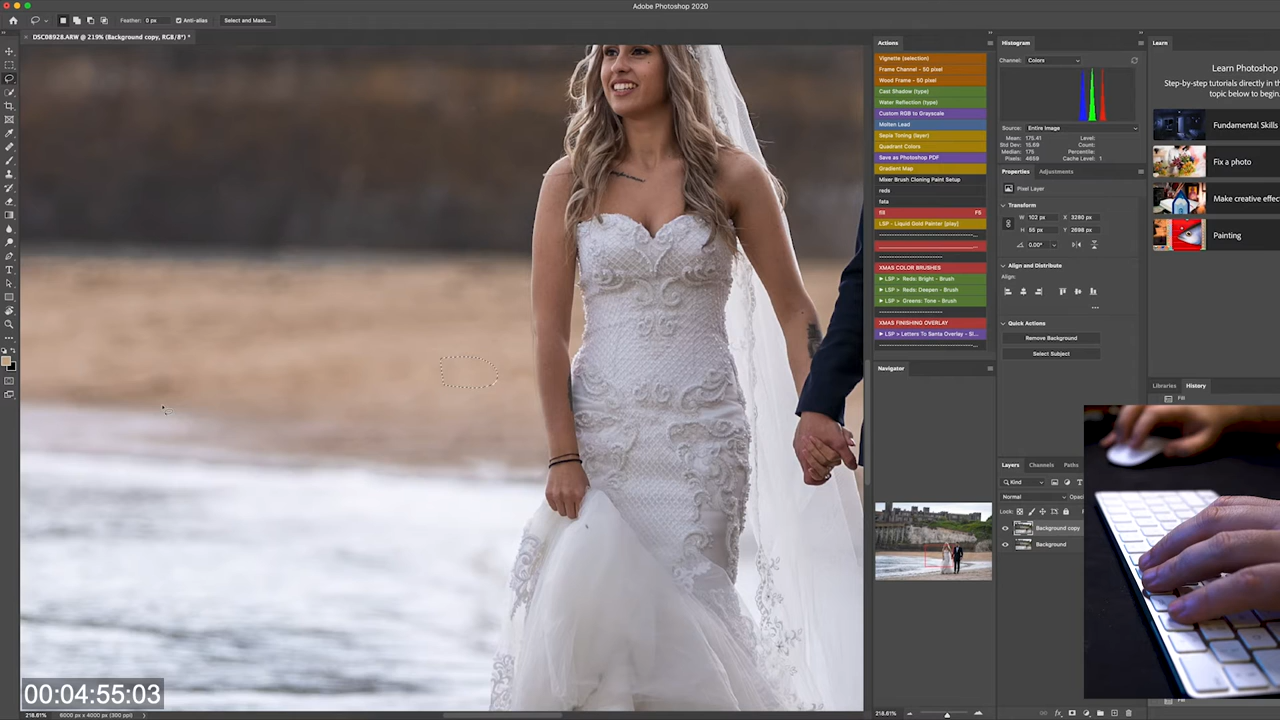 Adobe Photoshop 2020
Feather: 0 px
Anti-alias
Select and Mask...
DSC08928.ARW @ 219% (Background copy, RGB/8*) *
Actions
Vignette (selection)
Frame Channel - 50 pixel
Wood Frame - 50 pixel
Cast Shadow (type)
Water Reflection (type)
Custom RGB to Grayscale
Molten Lead
Sepia Toning (layer)
Quadrant Colors
Save as Photoshop PDF
Gradient Map
Mixer Brush Cloning Paint Setup
reds
fata
fill F5
LSP - Liquid Gold Painter [play]
XMAS COLOR BRUSHES
LSP > Reds: Bright - Brush
LSP > Reds: Deepen - Brush
LSP > Greens: Tone - Brush
XMAS FINISHING OVERLAY
LSP > Letters To Santa Overlay - Sl...
Navigator
218.61%
Histogram
Channel: Colors
Source: Entire Image
Mean: 175.41 Level:
Std Dev: 15.69 Count:
Median: 175 Percentile:
Pixels: 4659 Cache Level: 1
Properties Adjustments
Pixel Layer
Transform
W: 102 px X: 3280 px
H: 55 px Y: 2698 px
0.00°
Align and Distribute
Align:
Quick Actions
Remove Background
Select Subject
Layers Channels Paths
Kind
Normal Opac
Lock:
Background copy
Background
Learn
Learn Photoshop
Step-by-step tutorials directly in th
topic below to begin.
Fundamental Skills
Fix a photo
Make creative effec
Painting
Libraries History
Fill
Fill
00:04:55:03
218.61% 6000 px x 4000 px (300 ppi)